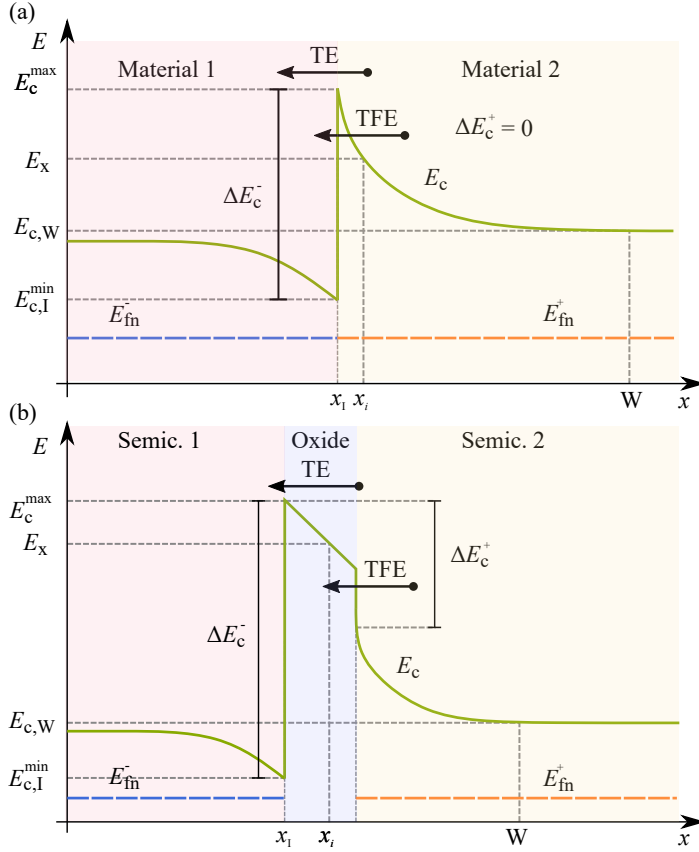 (a)
E
Material 1
TE
Material 2
E_c^max
TFE
ΔE_c^+ = 0
E_x
ΔE_c^-
E_c
E_c,W
E_c,I^min
E_fn^-
E_fn^+
x_I
x_i
W
x
(b)
E
Semic. 1
Oxide
Semic. 2
TE
E_c^max
E_x
ΔE_c^+
TFE
ΔE_c^-
E_c
E_c,W
E_c,I^min
E_fn^-
E_fn^+
x_I
x_i
W
x